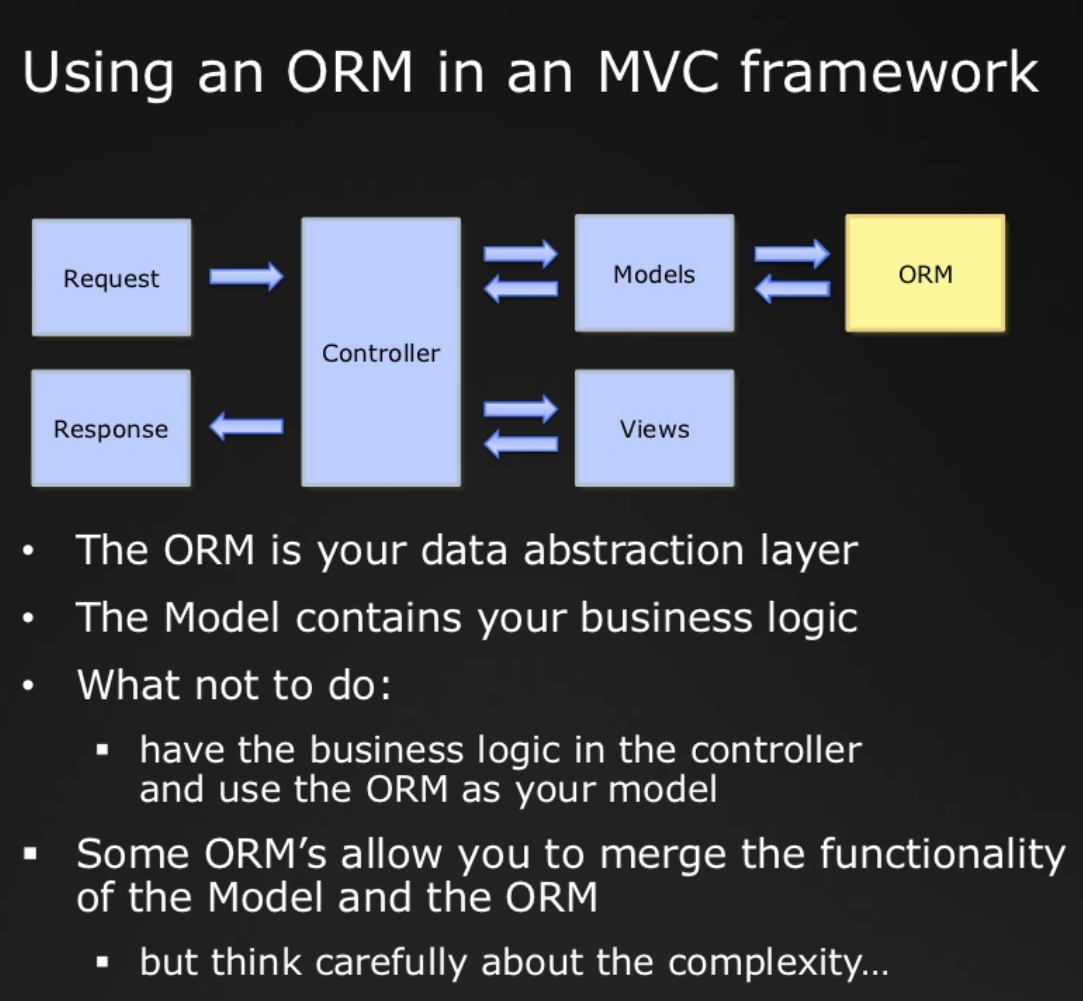 Using an ORM in an MVC framework
Request
Controller
Models
ORM
Response
Views
• The ORM is your data abstraction layer
• The Model contains your business logic
• What not to do:
▪ have the business logic in the controller
and use the ORM as your model
▪ Some ORM’s allow you to merge the functionality
of the Model and the ORM
▪ but think carefully about the complexity…